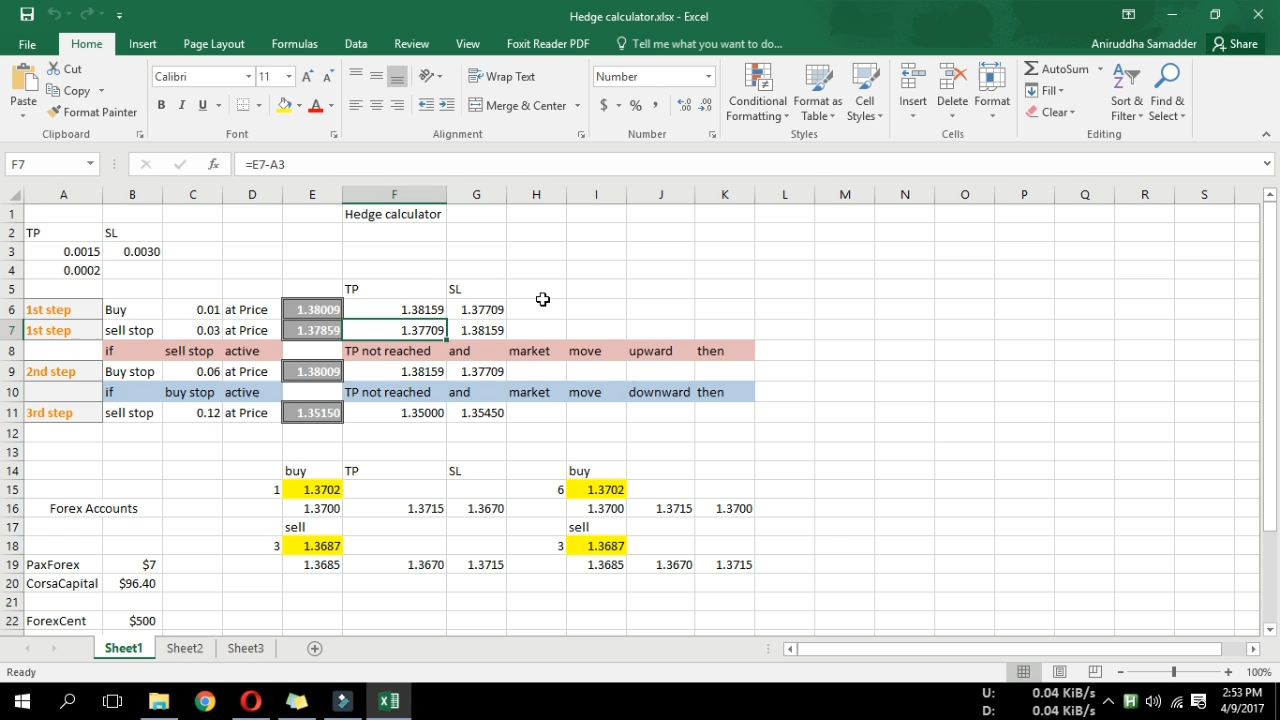 Hedge calculator.xlsx - Excel
File Home Insert Page Layout Formulas Data Review View Foxit Reader PDF Tell me what you want to do... Aniruddha Samadder Share
Paste Cut Copy Format Painter
Calibri 11
B I U A A A
Wrap Text
Merge & Center
Number
$ % ,
Conditional Formatting
Format as Table
Cell Styles
Insert Delete Format
AutoSum Fill Clear
Sort & Filter
Find & Select
Clipboard Font Alignment Number Styles Cells Editing
F7 fx =E7-A3
A B C D E F G H I J K L M N O P Q R S
1 Hedge calculator
2 TP SL
3 0.0015 0.0030
4 0.0002
5 TP SL
6 1st step Buy 0.01 at Price 1.38009 1.38159 1.37709
7 1st step sell stop 0.03 at Price 1.37859 1.37709 1.38159
8 if sell stop active TP not reached and market move upward then
9 2nd step Buy stop 0.06 at Price 1.38009 1.38159 1.37709
10 if buy stop active TP not reached and market move downward then
11 3rd step sell stop 0.12 at Price 1.35150 1.35000 1.35450
12
13
14 buy TP SL buy
15 1 1.3702 6 1.3702
16 Forex Accounts 1.3700 1.3715 1.3670 1.3700 1.3715 1.3700
17 sell sell
18 3 1.3687 3 1.3687
19 PaxForex $7 1.3685 1.3670 1.3715 1.3685 1.3670 1.3715
20 CorsaCapital $96.40
21
22 ForexCent $500
Sheet1 Sheet2 Sheet3
Ready 100%
U: 0.04 KiB/s
D: 0.04 KiB/s
H
2:53 PM
4/9/2017